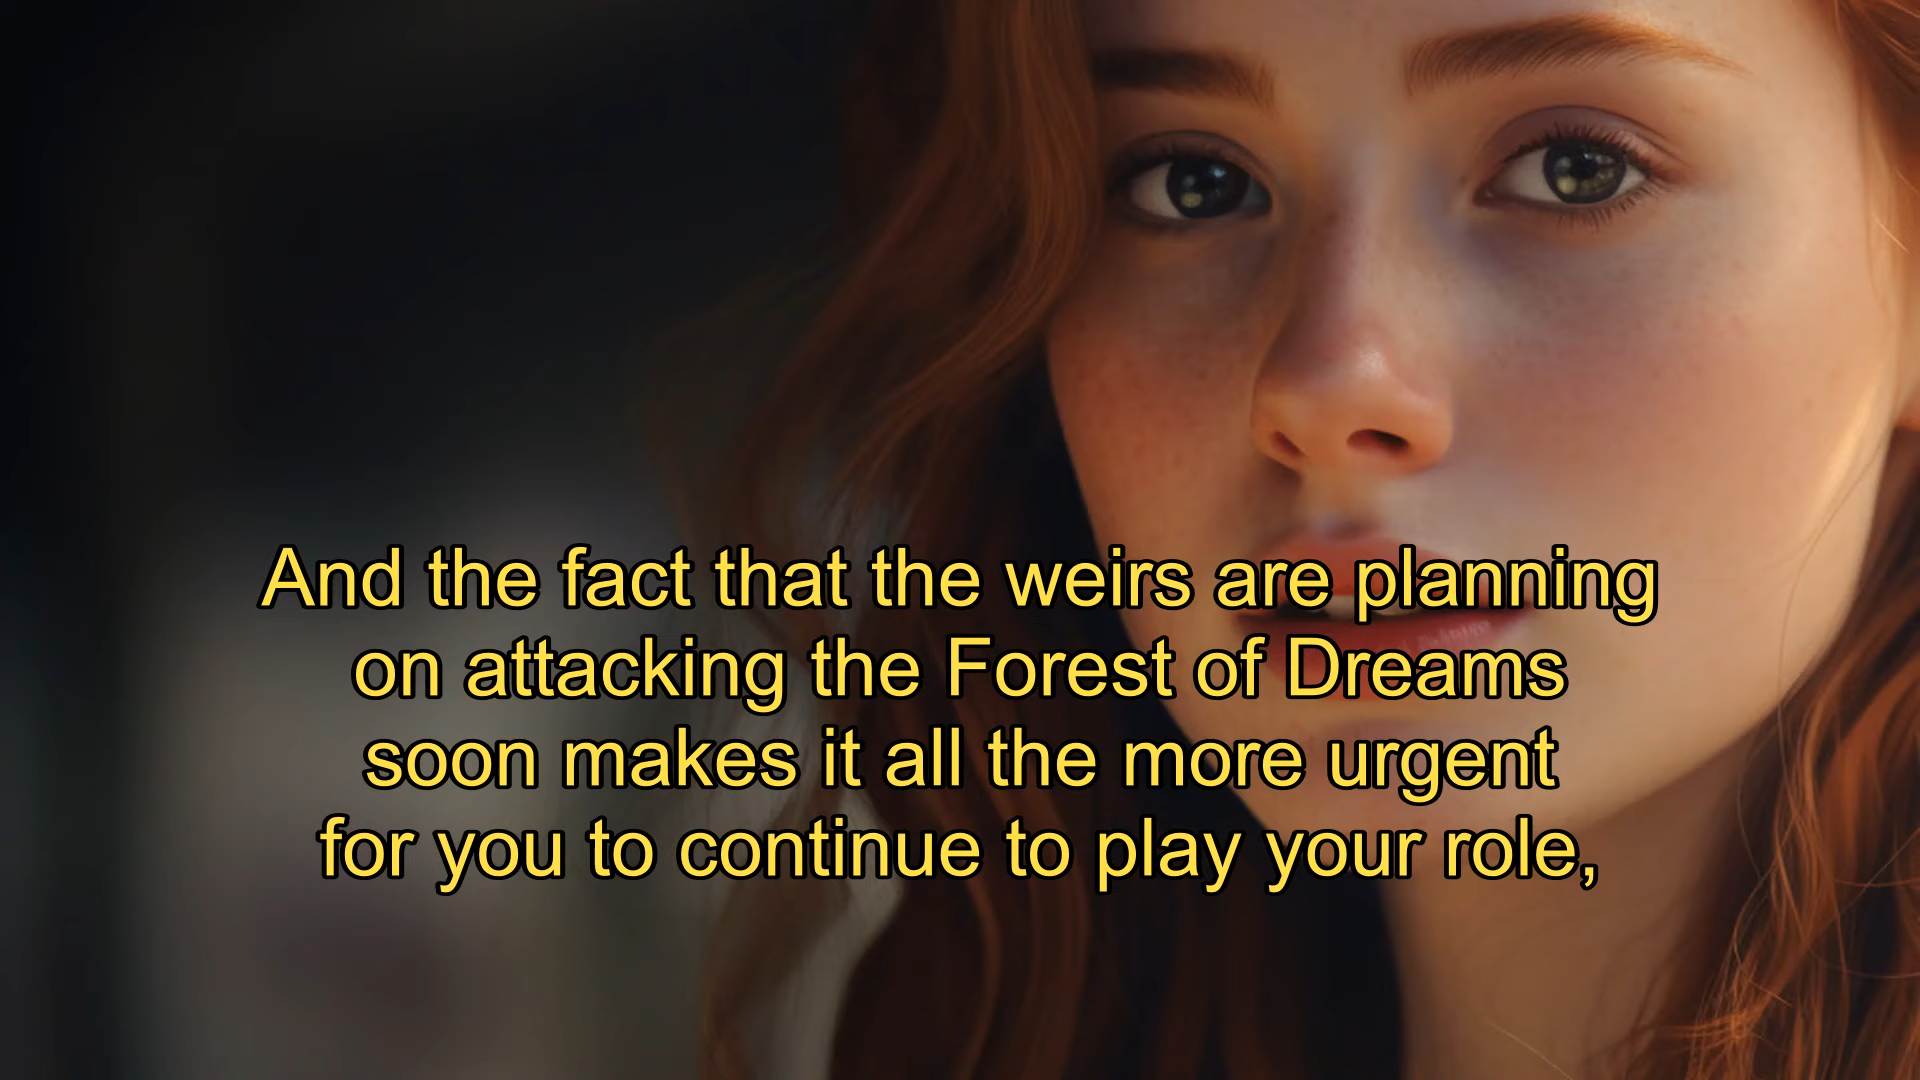 And the fact that the weirs are planning
on attacking the Forest of Dreams
soon makes it all the more urgent
for you to continue to play your role,